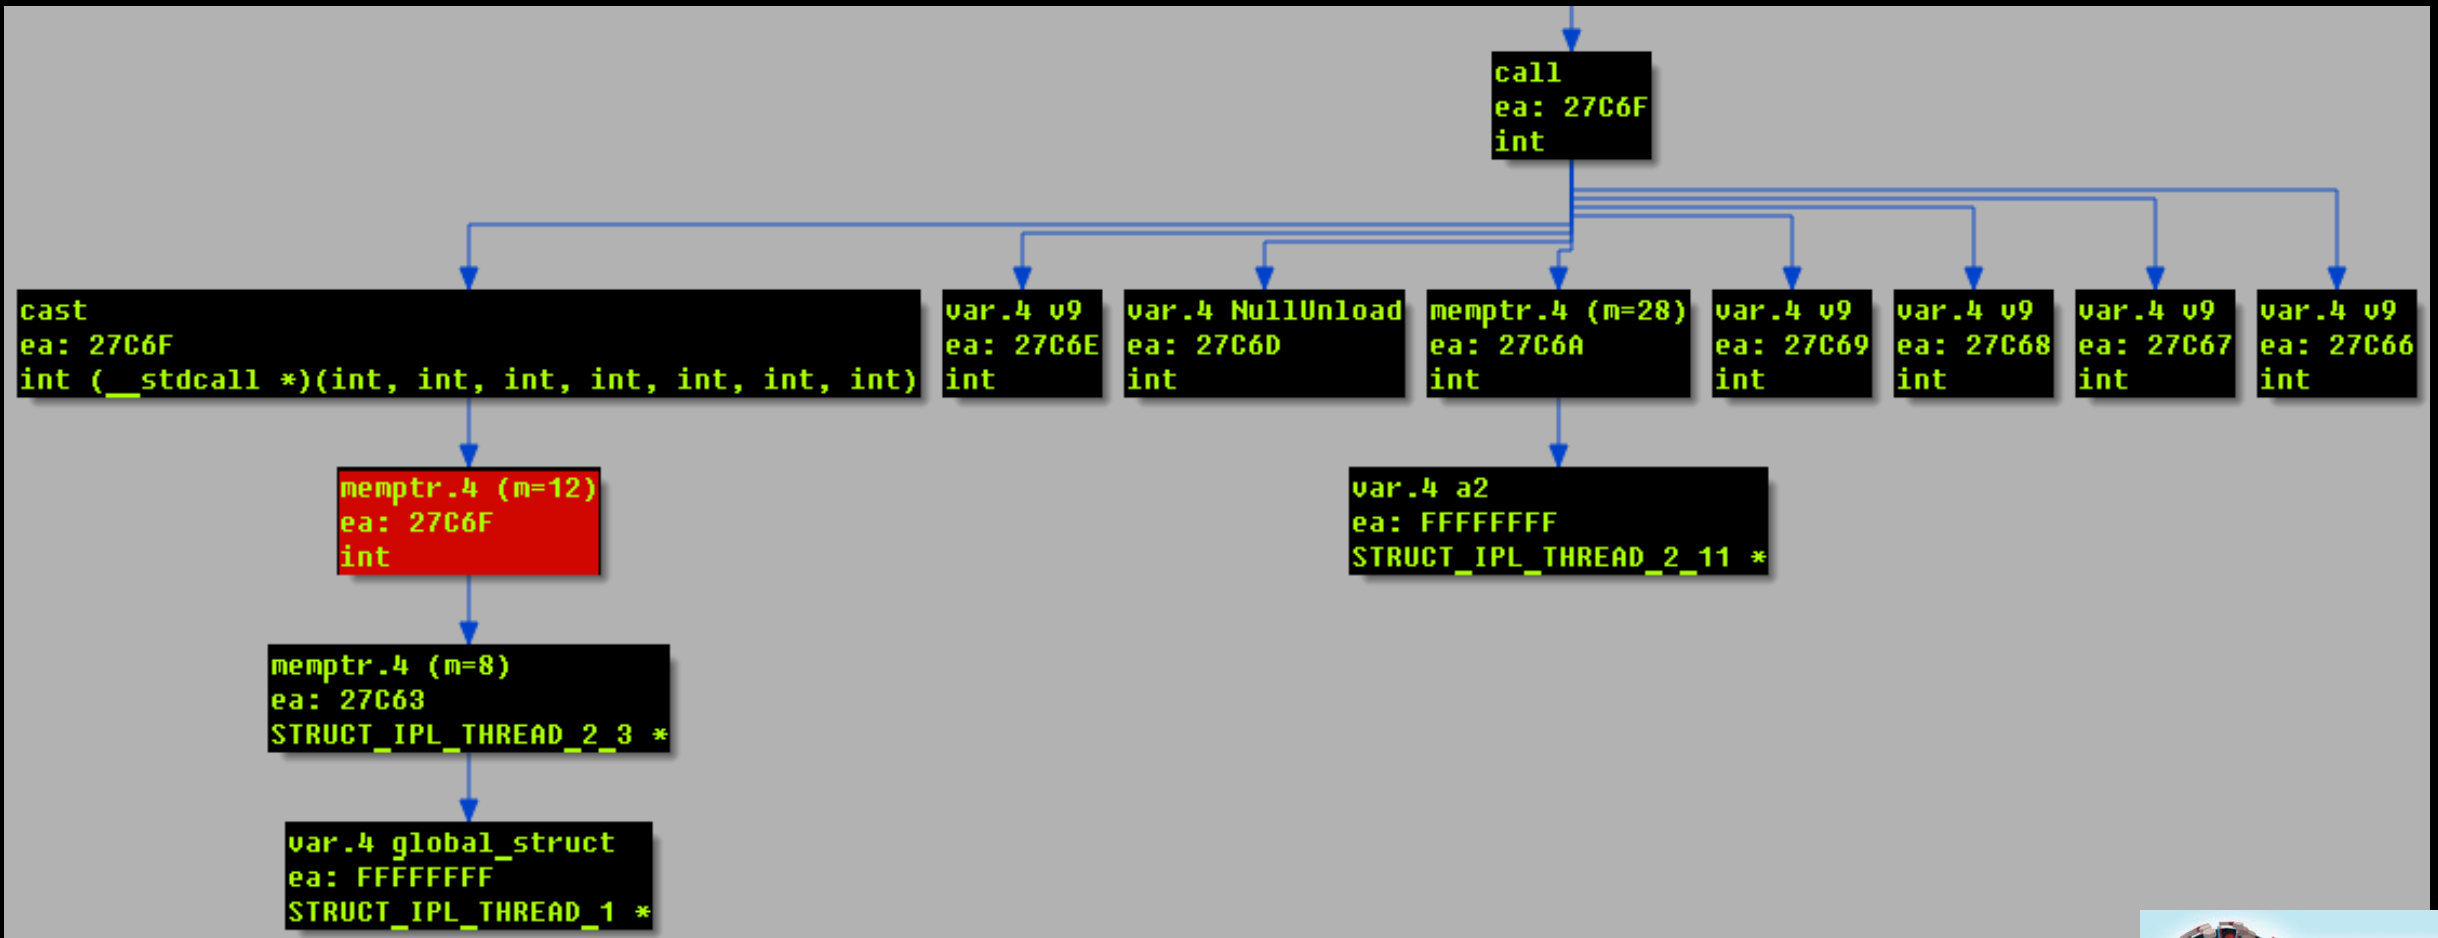 call
ea: 27C6F
int
cast
ea: 27C6F
int (__stdcall *)(int, int, int, int, int, int, int)
var.4 v9
ea: 27C6E
int
var.4 NullUnload
ea: 27C6D
int
memptr.4 (m=28)
ea: 27C6A
int
var.4 v9
ea: 27C69
int
var.4 v9
ea: 27C68
int
var.4 v9
ea: 27C67
int
var.4 v9
ea: 27C66
int
memptr.4 (m=12)
ea: 27C6F
int
var.4 a2
ea: FFFFFFFF
STRUCT_IPL_THREAD_2_11 *
memptr.4 (m=8)
ea: 27C63
STRUCT_IPL_THREAD_2_3 *
var.4 global_struct
ea: FFFFFFFF
STRUCT_IPL_THREAD_1 *